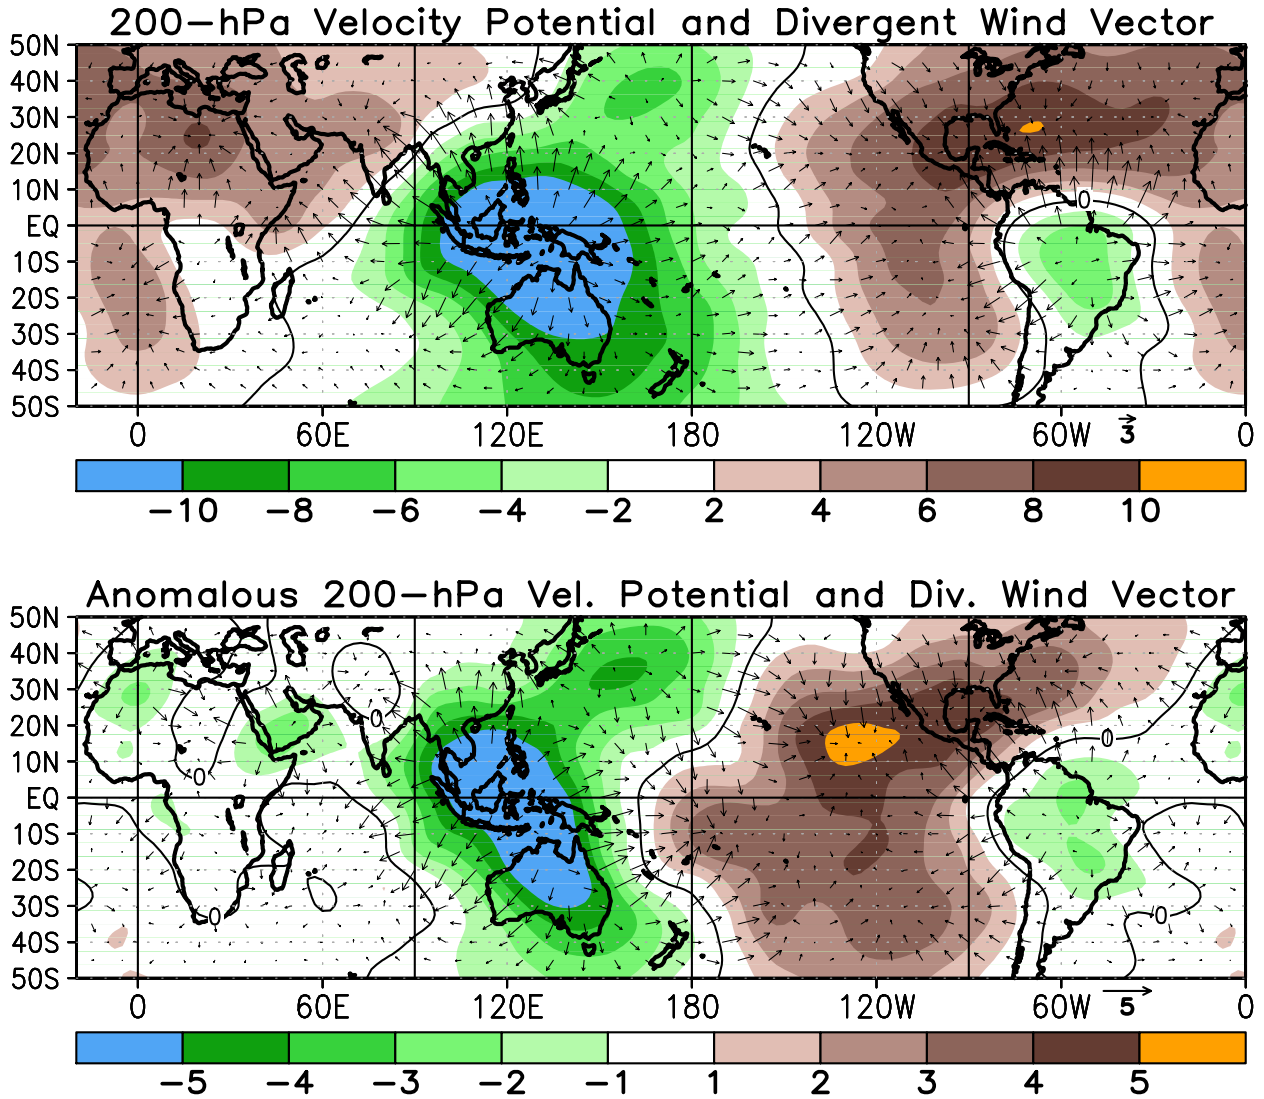 200−hPa Velocity Potential and Divergent Wind Vector
50N
40N
30N
20N
10N
EQ
10S
20S
30S
40S
50S
0
0 60E 120E 180 120W 60W 0
3
−10 −8 −6 −4 −2 2 4 6 8 10
Anomalous 200−hPa Vel. Potential and Div. Wind Vector
50N
40N
30N
20N
10N
EQ
10S
20S
30S
40S
50S
0
0
0
0
0
0 60E 120E 180 120W 60W 0
5
−5 −4 −3 −2 −1 1 2 3 4 5